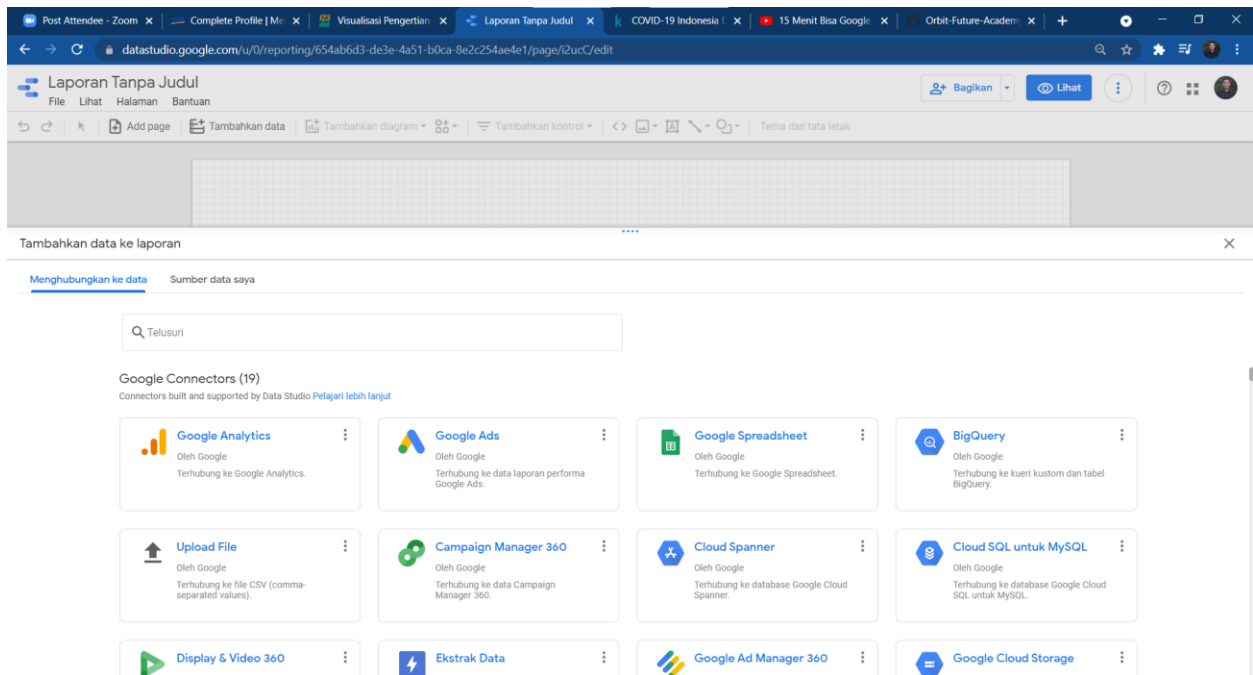 Post Attendee - Zoom
Complete Profile | Me
Visualisasi Pengertian
Laporan Tanpa Judul
COVID-19 Indonesia D
15 Menit Bisa Google
Orbit-Future-Academ
datastudio.google.com/u/0/reporting/654ab6d3-de3e-4a51-b0ca-8e2c254ae4e1/page/i2ucC/edit
Laporan Tanpa Judul
File Lihat Halaman Bantuan
Bagikan
Lihat
Add page
Tambahkan data
Tambahkan diagram
Tambahkan kontrol
Tema dan tata letak
Tambahkan data ke laporan
Menghubungkan ke data
Sumber data saya
Telusuri
Google Connectors (19)
Connectors built and supported by Data Studio Pelajari lebih lanjut
Google Analytics
Oleh Google
Terhubung ke Google Analytics.
Google Ads
Oleh Google
Terhubung ke data laporan performa
Google Ads.
Google Spreadsheet
Oleh Google
Terhubung ke Google Spreadsheet.
BigQuery
Oleh Google
Terhubung ke kueri kustom dan tabel
BigQuery.
Upload File
Oleh Google
Terhubung ke file CSV (comma-
separated values).
Campaign Manager 360
Oleh Google
Terhubung ke data Campaign
Manager 360.
Cloud Spanner
Oleh Google
Terhubung ke database Google Cloud
Spanner.
Cloud SQL untuk MySQL
Oleh Google
Terhubung ke database Google Cloud
SQL untuk MySQL.
Display & Video 360
Ekstrak Data
Google Ad Manager 360
Google Cloud Storage